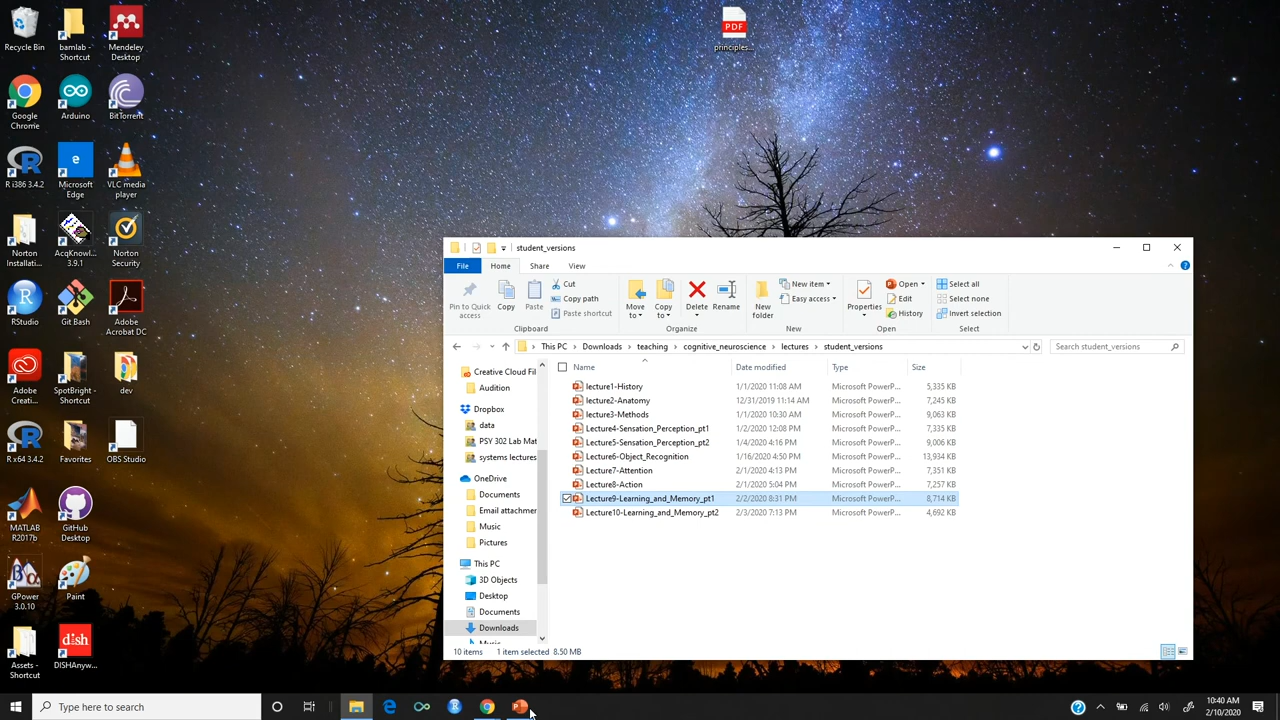 Recycle Bin
bamlab - Shortcut
Mendeley Desktop
PDF
principles...
Google Chrome
Arduino
BitTorrent
R i386 3.4.2
Microsoft Edge
VLC media player
Norton Installati...
AcqKnowl... 3.9.1
Norton Security
RStudio
Git Bash
Adobe Acrobat DC
Adobe Creati...
SpotBright - Shortcut
dev
R x64 3.4.2
Favorites
OBS Studio
MATLAB R2017b
GitHub Desktop
GPower 3.0.10
Paint
Assets - Shortcut
dish
DISHAnyw...
student_versions
File Home Share View
Pin to Quick access
Copy
Paste
Cut
Copy path
Paste shortcut
Clipboard
Move to
Copy to
Delete
Rename
Organize
New folder
New item
Easy access
New
Properties
Open
Edit
History
Open
Select all
Select none
Invert selection
Select
This PC Downloads teaching cognitive_neuroscience lectures student_versions
Search student_versions
Name Date modified Type Size
lecture1-History 1/1/2020 11:08 AM Microsoft PowerP... 5,335 KB
lecture2-Anatomy 12/31/2019 11:14 AM Microsoft PowerP... 7,245 KB
lecture3-Methods 1/1/2020 10:30 AM Microsoft PowerP... 9,063 KB
Lecture4-Sensation_Perception_pt1 1/2/2020 12:08 PM Microsoft PowerP... 7,335 KB
Lecture5-Sensation_Perception_pt2 1/4/2020 4:16 PM Microsoft PowerP... 9,006 KB
Lecture6-Object_Recognition 1/16/2020 4:50 PM Microsoft PowerP... 13,934 KB
Lecture7-Attention 2/1/2020 4:13 PM Microsoft PowerP... 7,351 KB
Lecture8-Action 2/1/2020 5:04 PM Microsoft PowerP... 7,257 KB
Lecture9-Learning_and_Memory_pt1 2/2/2020 8:31 PM Microsoft PowerP... 8,714 KB
Lecture10-Learning_and_Memory_pt2 2/3/2020 7:13 PM Microsoft PowerP... 4,692 KB
Creative Cloud Fil
Audition
Dropbox
data
PSY 302 Lab Mat
systems lectures
OneDrive
Documents
Email attachmer
Music
Pictures
This PC
3D Objects
Desktop
Documents
Downloads
10 items 1 item selected 8.50 MB
Type here to search
10:40 AM
2/10/2020